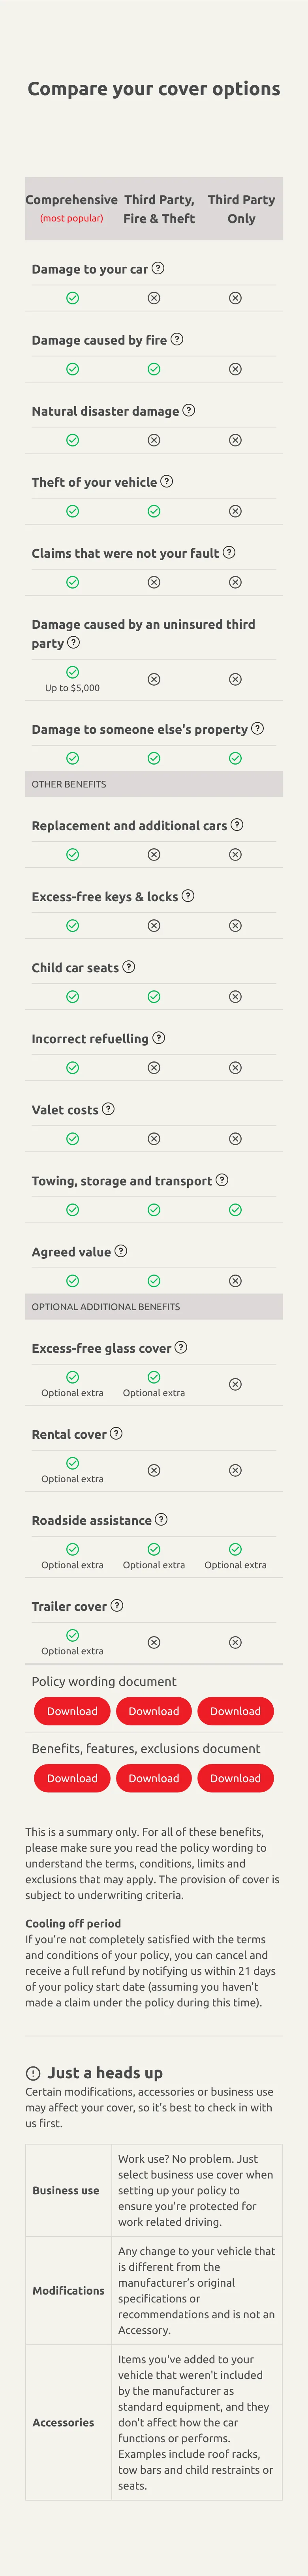 Compare your cover options
Comprehensive Third Party, Third Party
(most popular) Fire & Theft Only
Damage to your car ?
Damage caused by fire ?
Natural disaster damage ?
Theft of your vehicle ?
Claims that were not your fault ?
Damage caused by an uninsured third
party ?
Up to $5,000
Damage to someone else's property ?
OTHER BENEFITS
Replacement and additional cars ?
Excess-free keys & locks ?
Child car seats ?
Incorrect refuelling ?
Valet costs ?
Towing, storage and transport ?
Agreed value ?
OPTIONAL ADDITIONAL BENEFITS
Excess-free glass cover ?
Optional extra Optional extra
Rental cover ?
Optional extra
Roadside assistance ?
Optional extra Optional extra Optional extra
Trailer cover ?
Optional extra
Policy wording document
Download Download Download
Benefits, features, exclusions document
Download Download Download
This is a summary only. For all of these benefits,
please make sure you read the policy wording to
understand the terms, conditions, limits and
exclusions that may apply. The provision of cover is
subject to underwriting criteria.
Cooling off period
If you're not completely satisfied with the terms
and conditions of your policy, you can cancel and
receive a full refund by notifying us within 21 days
of your policy start date (assuming you haven't
made a claim under the policy during this time).
! Just a heads up
Certain modifications, accessories or business use
may affect your cover, so it's best to check in with
us first.
Business use
Work use? No problem. Just
select business use cover when
setting up your policy to
ensure you're protected for
work related driving.
Modifications
Any change to your vehicle that
is different from the
manufacturer's original
specifications or
recommendations and is not an
Accessory.
Accessories
Items you've added to your
vehicle that weren't included
by the manufacturer as
standard equipment, and they
don't affect how the car
functions or performs.
Examples include roof racks,
tow bars and child restraints or
seats.